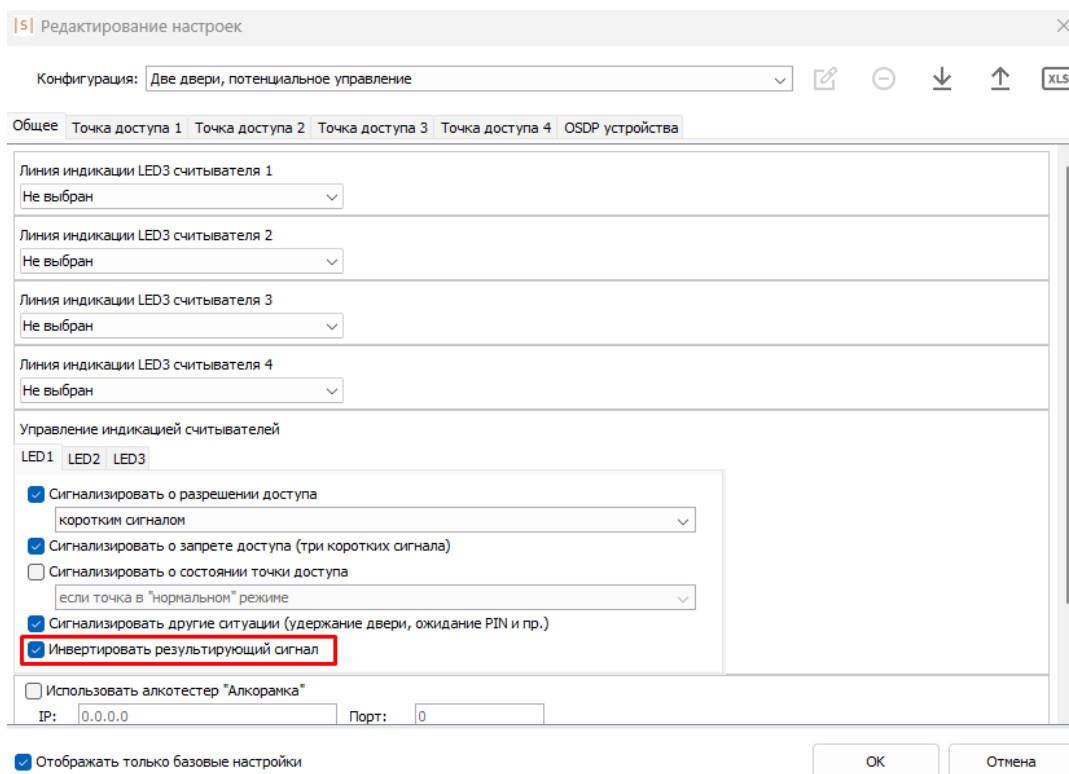 |S| Редактирование настроек
Конфигурация: Две двери, потенциальное управление XLS
Общее Точка доступа 1 Точка доступа 2 Точка доступа 3 Точка доступа 4 OSDP устройства
Линия индикации LED3 считывателя 1
Не выбран
Линия индикации LED3 считывателя 2
Не выбран
Линия индикации LED3 считывателя 3
Не выбран
Линия индикации LED3 считывателя 4
Не выбран
Управление индикацией считывателей
LED1 LED2 LED3
Сигнализировать о разрешении доступа
коротким сигналом
Сигнализировать о запрете доступа (три коротких сигнала)
Сигнализировать о состоянии точки доступа
если точка в "нормальном" режиме
Сигнализировать другие ситуации (удержание двери, ожидание PIN и пр.)
Инвертировать результирующий сигнал
Использовать алкотестер "Алкорамка"
IP: 0.0.0.0 Порт: 0
Отображать только базовые настройки OK Отмена